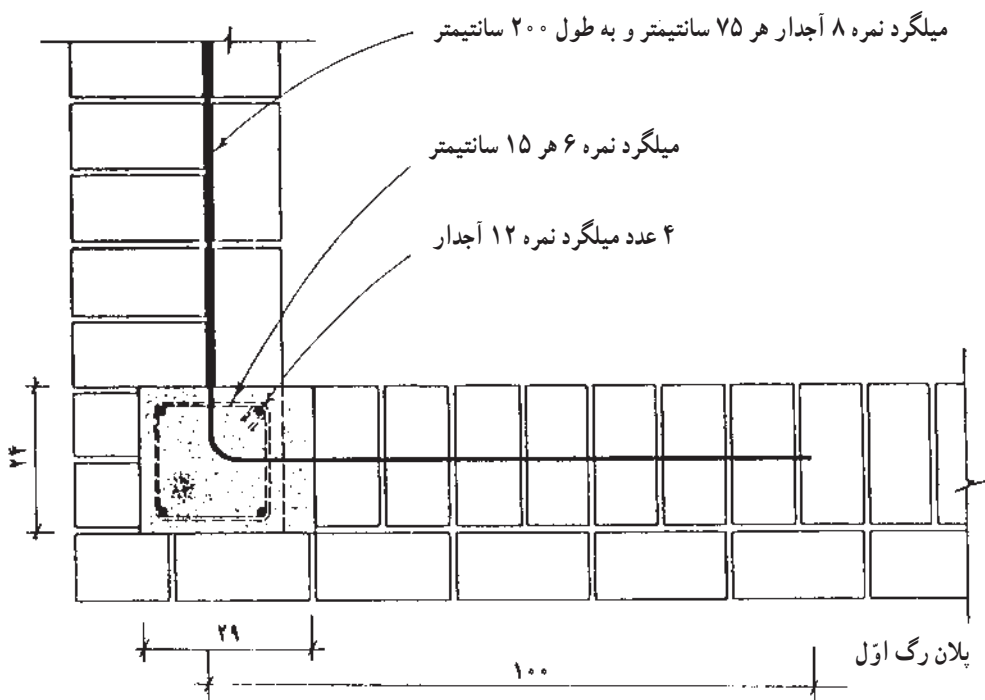 میلگرد نمره ۸ آجدار هر ۷۵ سانتیمتر و به طول ۲۰۰ سانتیمتر
میلگرد نمره ۶ هر ۱۵ سانتیمتر
۴ عدد میلگرد نمره ۱۲ آجدار
۲۴
۲۹
۱۰۰
پلان رگ اوّل